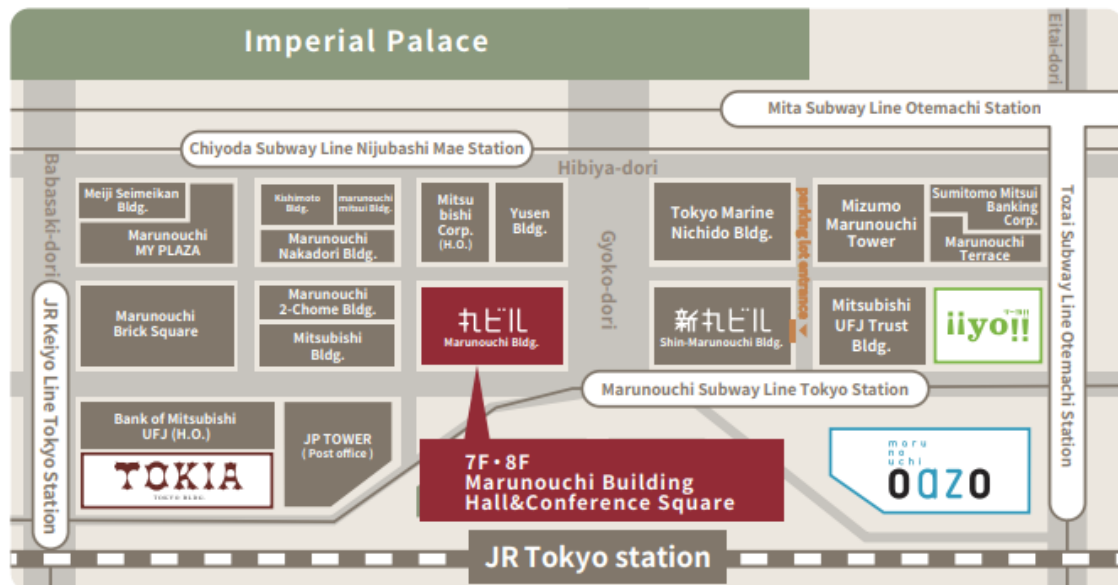 Imperial Palace
Eitai-dori
Mita Subway Line Otemachi Station
Chiyoda Subway Line Nijubashi Mae Station
Hibiya-dori
Babasaki-dori
Meiji Seimeikan
Bldg.
Marunouchi
MY PLAZA
Kishimoto
Bldg.
marunouchi
mitsui Bldg.
Marunouchi
Nakadori Bldg.
Mitsu
bishi
Corp.
(H.O.)
Yusen
Bldg.
Gyoko-dori
Tokyo Marine
Nichido Bldg.
parking lot entrance
Mizumo
Marunouchi
Tower
Sumitomo Mitsui
Banking
Corp.
Marunouchi
Terrace
Tozai Subway Line Otemachi Station
JR Keiyo Line Tokyo Station
Marunouchi
Brick Square
Marunouchi
2-Chome Bldg.
Mitsubishi
Bldg.
丸ビル
Marunouchi Bldg.
新丸ビル
Shin-Marunouchi Bldg.
Mitsubishi
UFJ Trust
Bldg.
iiyo!!
Marunouchi Subway Line Tokyo Station
Bank of Mitsubishi
UFJ (H.O.)
TOKIA
TOKYO BLDG.
JP TOWER
( Post office )
7F・8F
Marunouchi Building
Hall&Conference Square
maru
no
uchi
oazo
JR Tokyo station